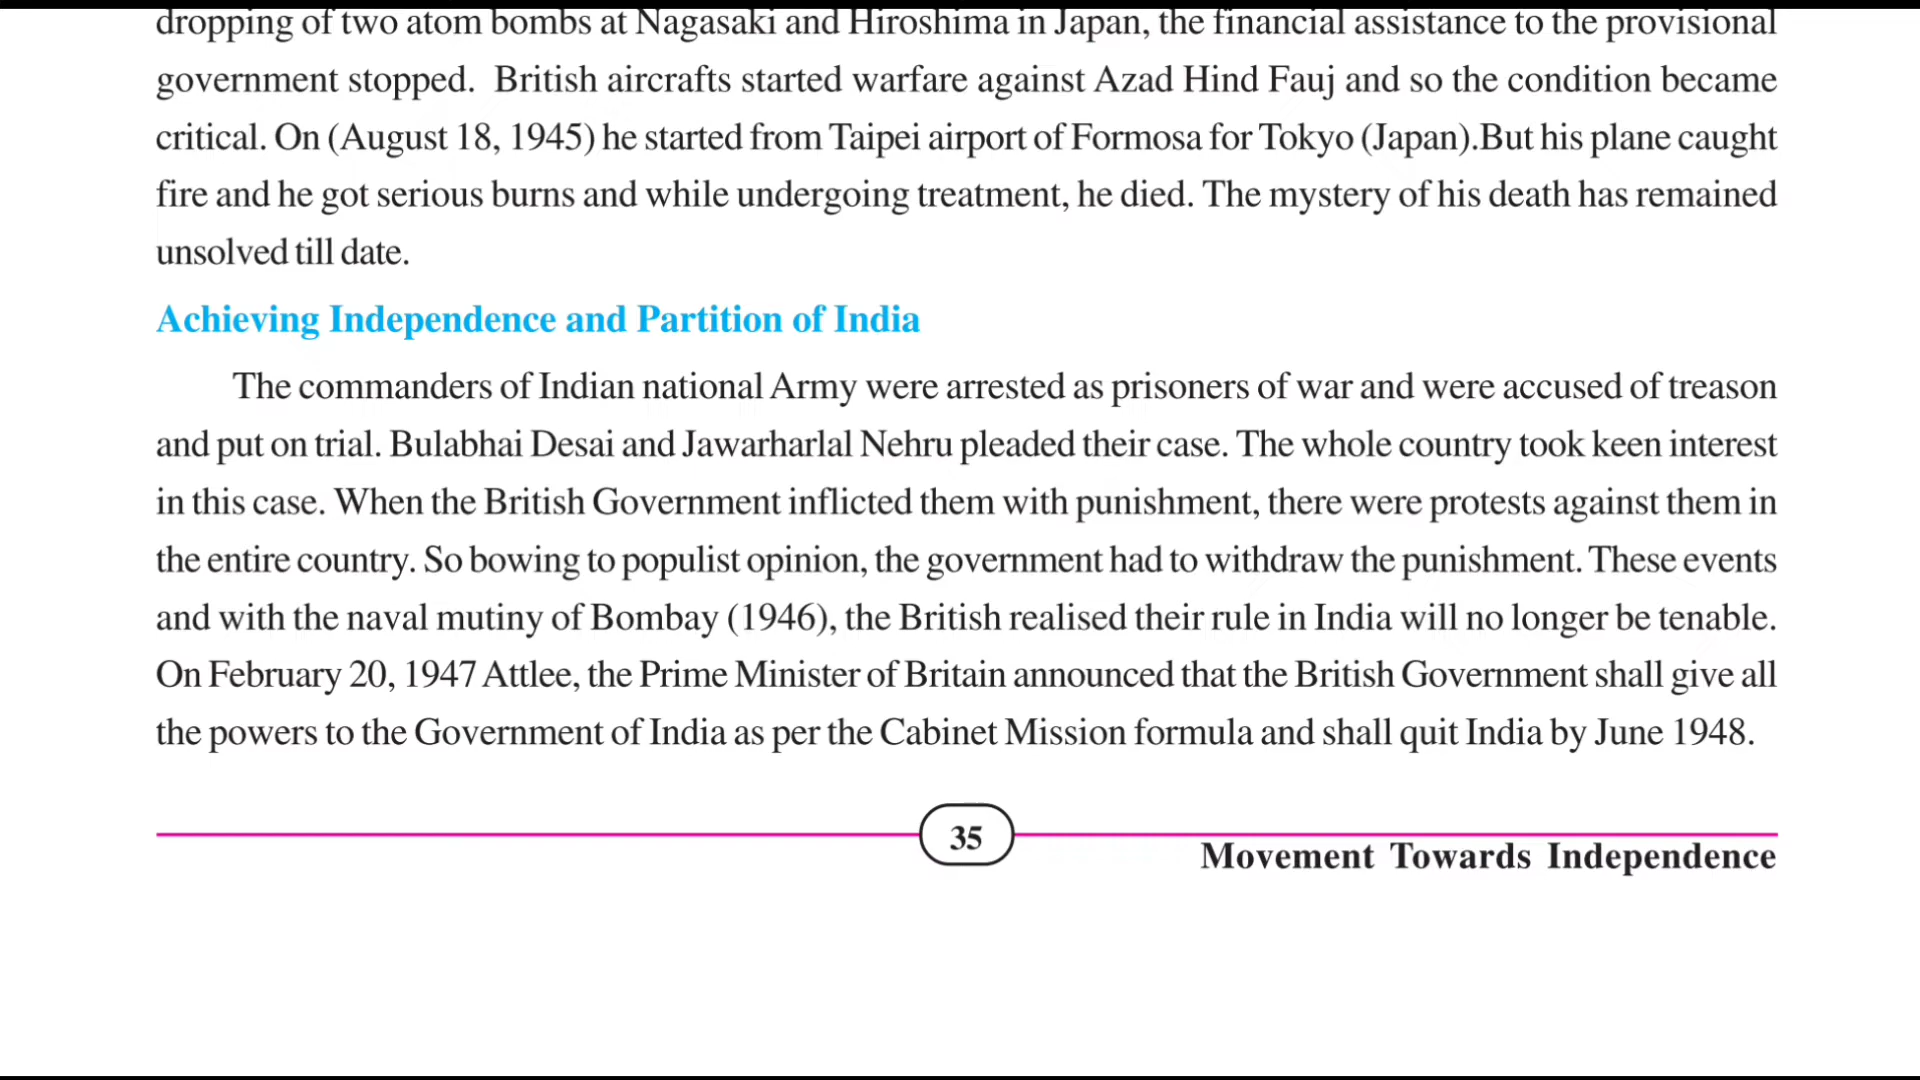 dropping of two atom bombs at Nagasaki and Hiroshima in Japan, the financial assistance to the provisional
government stopped. British aircrafts started warfare against Azad Hind Fauj and so the condition became
critical. On (August 18, 1945) he started from Taipei airport of Formosa for Tokyo (Japan).But his plane caught
fire and he got serious burns and while undergoing treatment, he died. The mystery of his death has remained
unsolved till date.
Achieving Independence and Partition of India
The commanders of Indian national Army were arrested as prisoners of war and were accused of treason
and put on trial. Bulabhai Desai and Jawarharlal Nehru pleaded their case. The whole country took keen interest
in this case. When the British Government inflicted them with punishment, there were protests against them in
the entire country. So bowing to populist opinion, the government had to withdraw the punishment. These events
and with the naval mutiny of Bombay (1946), the British realised their rule in India will no longer be tenable.
On February 20, 1947 Attlee, the Prime Minister of Britain announced that the British Government shall give all
the powers to the Government of India as per the Cabinet Mission formula and shall quit India by June 1948.
35
Movement Towards Independence